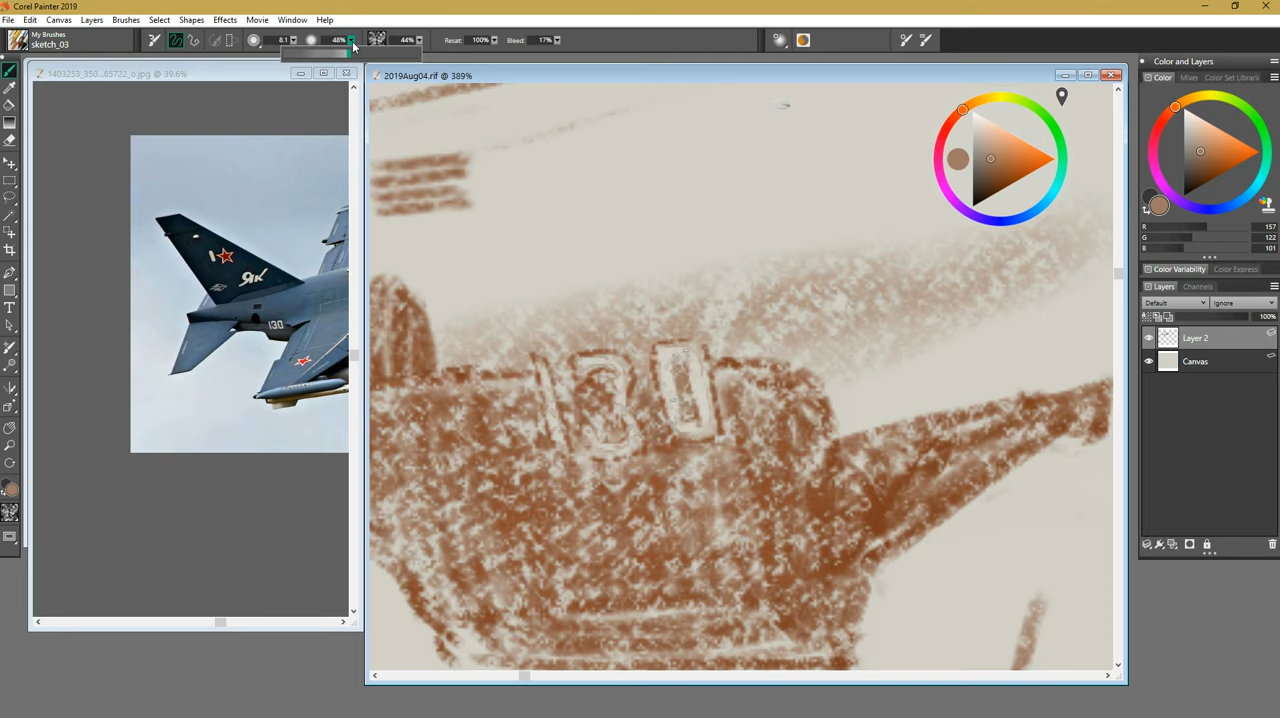 Corel Painter 2019
File Edit Canvas Layers Brushes Select Shapes Effects Movie Window Help
My Brushes
sketch_03
8.1 48% 44% Resat: 100% Bleed: 17%
1403253_350...85722_o.jpg @ 39.6%
2019Aug04.rif @ 389%
Color and Layers
Color Mixer Color Set Librari
R 157
G 122
B 101
Color Variability Color Express
Layers Channels
Default Ignore
100%
Layer 2
Canvas
1
ЯК
130
130